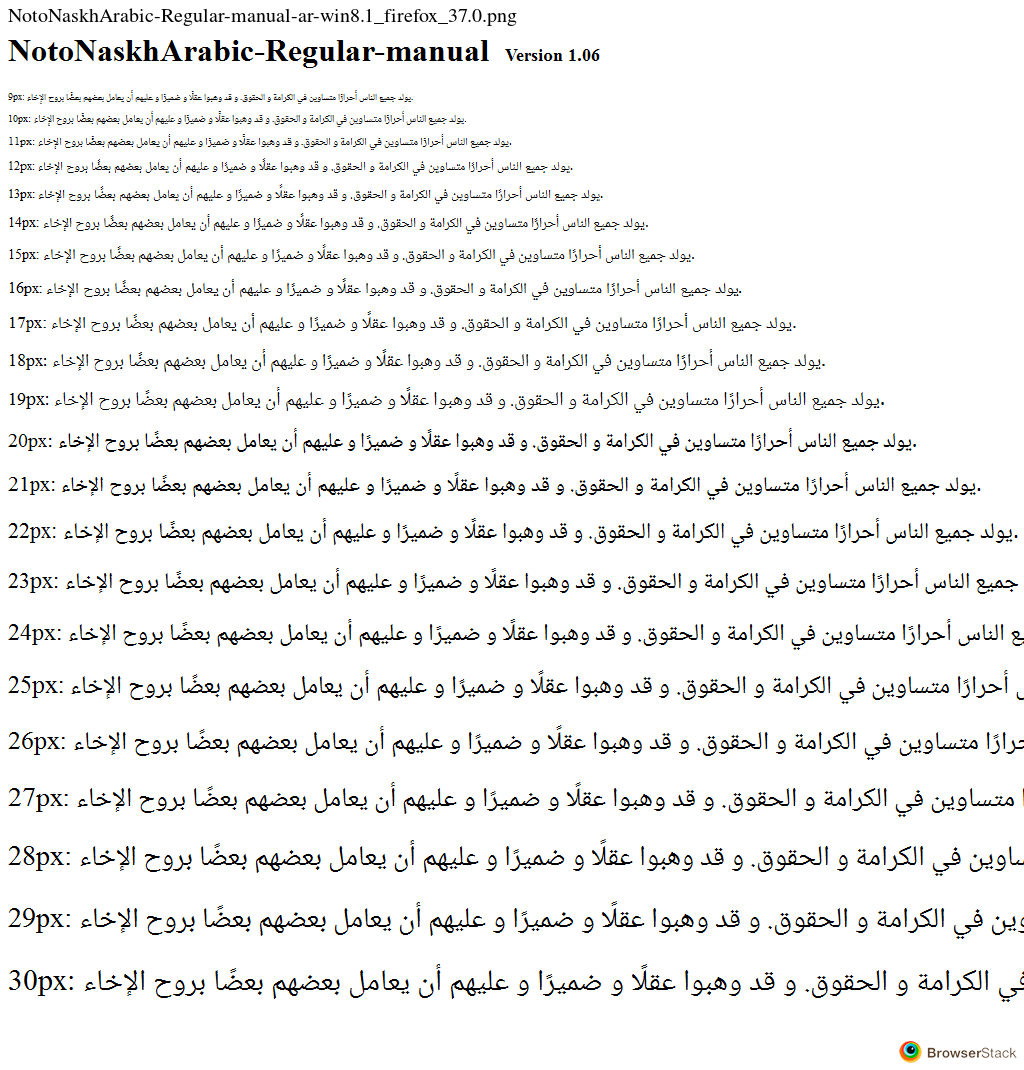 NotoNaskhArabic-Regular-manual-ar-win8.1_firefox_37.0.png
NotoNaskhArabic-Regular-manual Version 1.06
9px: يولد جميع الناس أحرارًا متساوين في الكرامة و الحقوق. و قد وهبوا عقلًا و ضميرًا و عليهم أن يعامل بعضهم بعضًا بروح الإخاء.
10px: يولد جميع الناس أحرارًا متساوين في الكرامة و الحقوق. و قد وهبوا عقلًا و ضميرًا و عليهم أن يعامل بعضهم بعضًا بروح الإخاء.
11px: يولد جميع الناس أحرارًا متساوين في الكرامة و الحقوق. و قد وهبوا عقلًا و ضميرًا و عليهم أن يعامل بعضهم بعضًا بروح الإخاء.
12px: يولد جميع الناس أحرارًا متساوين في الكرامة و الحقوق. و قد وهبوا عقلًا و ضميرًا و عليهم أن يعامل بعضهم بعضًا بروح الإخاء.
13px: يولد جميع الناس أحرارًا متساوين في الكرامة و الحقوق. و قد وهبوا عقلًا و ضميرًا و عليهم أن يعامل بعضهم بعضًا بروح الإخاء.
14px: يولد جميع الناس أحرارًا متساوين في الكرامة و الحقوق. و قد وهبوا عقلًا و ضميرًا و عليهم أن يعامل بعضهم بعضًا بروح الإخاء.
15px: يولد جميع الناس أحرارًا متساوين في الكرامة و الحقوق. و قد وهبوا عقلًا و ضميرًا و عليهم أن يعامل بعضهم بعضًا بروح الإخاء.
16px: يولد جميع الناس أحرارًا متساوين في الكرامة و الحقوق. و قد وهبوا عقلًا و ضميرًا و عليهم أن يعامل بعضهم بعضًا بروح الإخاء.
17px: يولد جميع الناس أحرارًا متساوين في الكرامة و الحقوق. و قد وهبوا عقلًا و ضميرًا و عليهم أن يعامل بعضهم بعضًا بروح الإخاء.
18px: يولد جميع الناس أحرارًا متساوين في الكرامة و الحقوق. و قد وهبوا عقلًا و ضميرًا و عليهم أن يعامل بعضهم بعضًا بروح الإخاء.
19px: يولد جميع الناس أحرارًا متساوين في الكرامة و الحقوق. و قد وهبوا عقلًا و ضميرًا و عليهم أن يعامل بعضهم بعضًا بروح الإخاء.
20px: يولد جميع الناس أحرارًا متساوين في الكرامة و الحقوق. و قد وهبوا عقلًا و ضميرًا و عليهم أن يعامل بعضهم بعضًا بروح الإخاء.
21px: يولد جميع الناس أحرارًا متساوين في الكرامة و الحقوق. و قد وهبوا عقلًا و ضميرًا و عليهم أن يعامل بعضهم بعضًا بروح الإخاء.
22px: يولد جميع الناس أحرارًا متساوين في الكرامة و الحقوق. و قد وهبوا عقلًا و ضميرًا و عليهم أن يعامل بعضهم بعضًا بروح الإخاء.
23px: جميع الناس أحرارًا متساوين في الكرامة و الحقوق. و قد وهبوا عقلًا و ضميرًا و عليهم أن يعامل بعضهم بعضًا بروح الإخاء
24px: الناس أحرارًا متساوين في الكرامة و الحقوق. و قد وهبوا عقلًا و ضميرًا و عليهم أن يعامل بعضهم بعضًا بروح الإخاء
25px: أحرارًا متساوين في الكرامة و الحقوق. و قد وهبوا عقلًا و ضميرًا و عليهم أن يعامل بعضهم بعضًا بروح الإخاء
26px: متساوين في الكرامة و الحقوق. و قد وهبوا عقلًا و ضميرًا و عليهم أن يعامل بعضهم بعضًا بروح الإخاء
27px: متساوين في الكرامة و الحقوق. و قد وهبوا عقلًا و ضميرًا و عليهم أن يعامل بعضهم بعضًا بروح الإخاء
28px: في الكرامة و الحقوق. و قد وهبوا عقلًا و ضميرًا و عليهم أن يعامل بعضهم بعضًا بروح الإخاء
29px: في الكرامة و الحقوق. و قد وهبوا عقلًا و ضميرًا و عليهم أن يعامل بعضهم بعضًا بروح الإخاء
30px: في الكرامة و الحقوق. و قد وهبوا عقلًا و ضميرًا و عليهم أن يعامل بعضهم بعضًا بروح الإخاء
BrowserStack